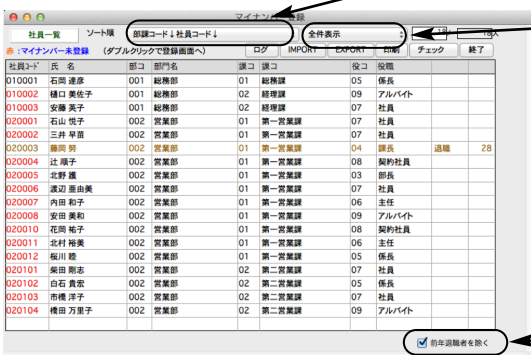 マイナンバー登録
社員一覧 ソート順 部課コード↓社員コード↓ 全件表示 18/ 18人
赤：マイナンバー未登録 （ダブルクリックで登録画面へ） ログ IMPORT EXPORT 印刷 チェック 終了
社員コード 氏 名 部コ 部門名 課コ 課コ 役コ 役職
010001 石岡 達彦 001 総務部 01 総務課 05 係長
010002 樋口 美佐子 001 総務部 02 経理課 09 アルバイト
010003 安藤 英子 001 総務部 02 経理課 07 社員
020001 石山 悦子 002 営業部 01 第一営業課 07 社員
020002 三井 早苗 002 営業部 01 第一営業課 07 社員
020003 藤岡 努 002 営業部 01 第一営業課 04 課長 退職 28
020004 辻 順子 002 営業部 01 第一営業課 08 契約社員
020005 北野 護 002 営業部 01 第一営業課 03 部長
020006 渡辺 亜由美 002 営業部 01 第一営業課 07 社員
020007 内田 和子 002 営業部 01 第一営業課 06 主任
020008 安田 美和 002 営業部 01 第一営業課 09 アルバイト
020010 花岡 祐子 002 営業部 01 第一営業課 08 契約社員
020011 北村 裕美 002 営業部 01 第一営業課 06 主任
020012 桜川 睦 002 営業部 01 第一営業課 05 係長
020101 柴田 剛志 002 営業部 02 第二営業課 07 社員
020102 白石 貴宏 002 営業部 02 第二営業課 05 係長
020103 市橋 洋子 002 営業部 02 第二営業課 07 社員
020104 橋田 万里子 002 営業部 02 第二営業課 09 アルバイト
前年退職者を除く